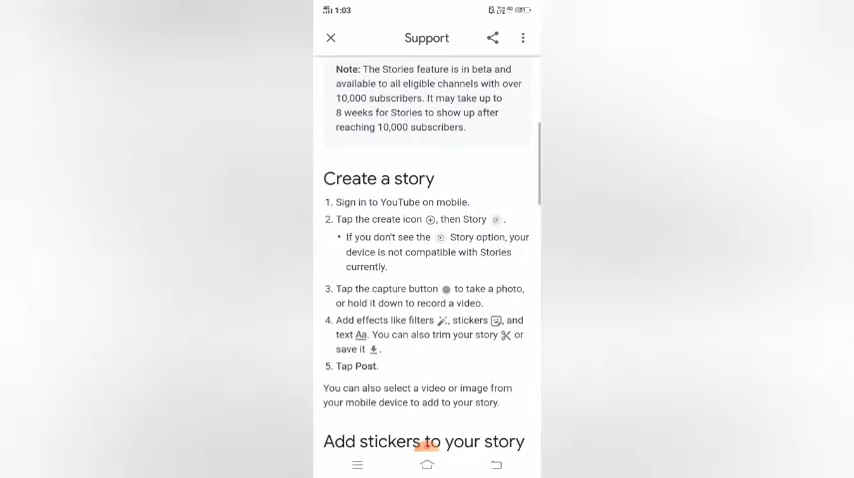 1:03
Support
Note: The Stories feature is in beta and
available to all eligible channels with over
10,000 subscribers. It may take up to
8 weeks for Stories to show up after
reaching 10,000 subscribers.
Create a story
1. Sign in to YouTube on mobile.
2. Tap the create icon , then Story .
• If you don't see the Story option, your
device is not compatible with Stories
currently.
3. Tap the capture button to take a photo,
or hold it down to record a video.
4. Add effects like filters , stickers , and
text Aa. You can also trim your story or
save it .
5. Tap Post.
You can also select a video or image from
your mobile device to add to your story.
Add stickers to your story